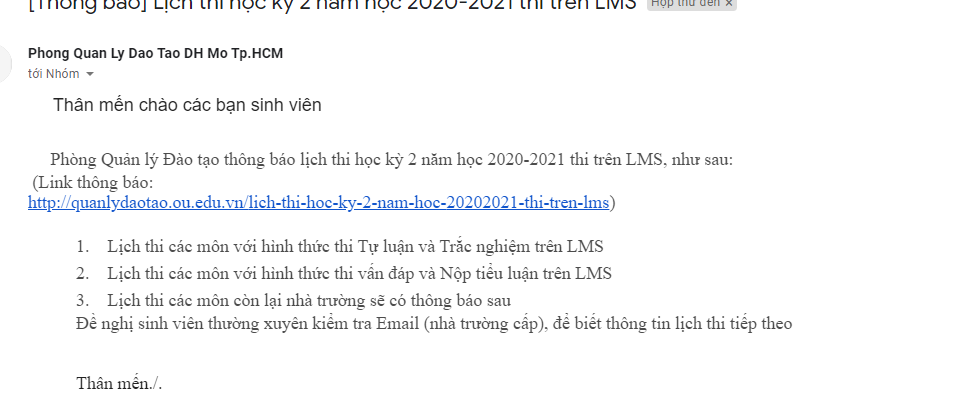 [Thông báo] Lịch thi học kỳ 2 năm học 2020-2021 thi trên LMS Hộp thư đến ×
Phong Quan Ly Dao Tao DH Mo Tp.HCM
tới Nhóm
Thân mến chào các bạn sinh viên
Phòng Quản lý Đào tạo thông báo lịch thi học kỳ 2 năm học 2020-2021 thi trên LMS, như sau:
(Link thông báo:
http://quanlydaotao.ou.edu.vn/lich-thi-hoc-ky-2-nam-hoc-20202021-thi-tren-lms)
1. Lịch thi các môn với hình thức thi Tự luận và Trắc nghiệm trên LMS
2. Lịch thi các môn với hình thức thi vấn đáp và Nộp tiểu luận trên LMS
3. Lịch thi các môn còn lại nhà trường sẽ có thông báo sau
Đề nghị sinh viên thường xuyên kiểm tra Email (nhà trường cấp), để biết thông tin lịch thi tiếp theo
Thân mến./.